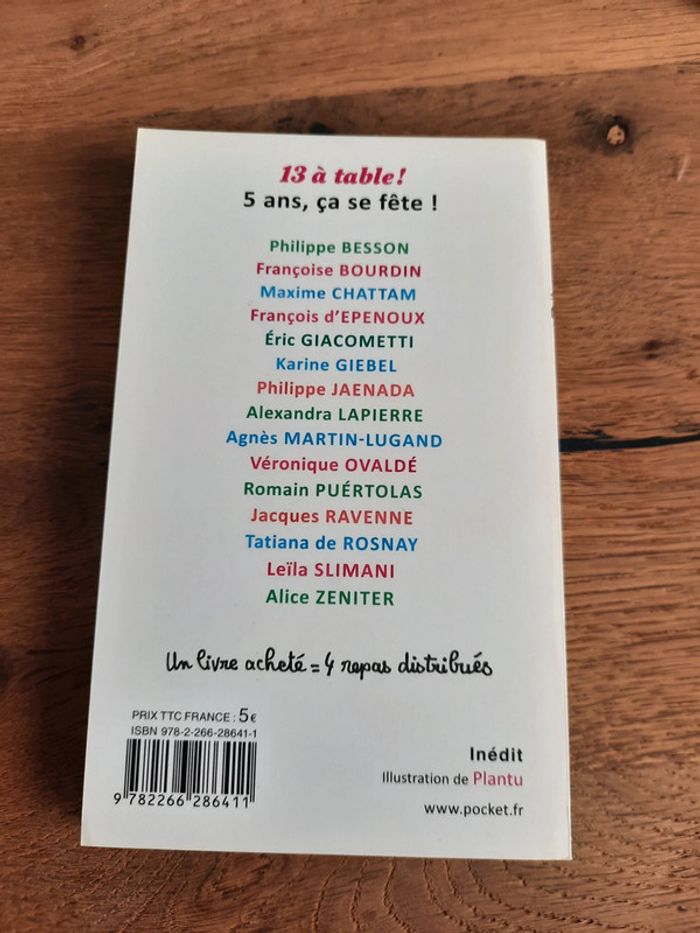 13 à table!
5 ans, ça se fête !
Philippe BESSON
Françoise BOURDIN
Maxime CHATTAM
François d'EPENOUX
Éric GIACOMETTI
Karine GIEBEL
Philippe JAENADA
Alexandra LAPIERRE
Agnès MARTIN-LUGAND
Véronique OVALDÉ
Romain PUÉRTOLAS
Jacques RAVENNE
Tatiana de ROSNAY
Leïla SLIMANI
Alice ZENITER
Un livre acheté = 4 repas distribués
PRIX TTC FRANCE : 5 €
ISBN 978-2-266-28641-1
9 782266 286411
Inédit
Illustration de Plantu
www.pocket.fr